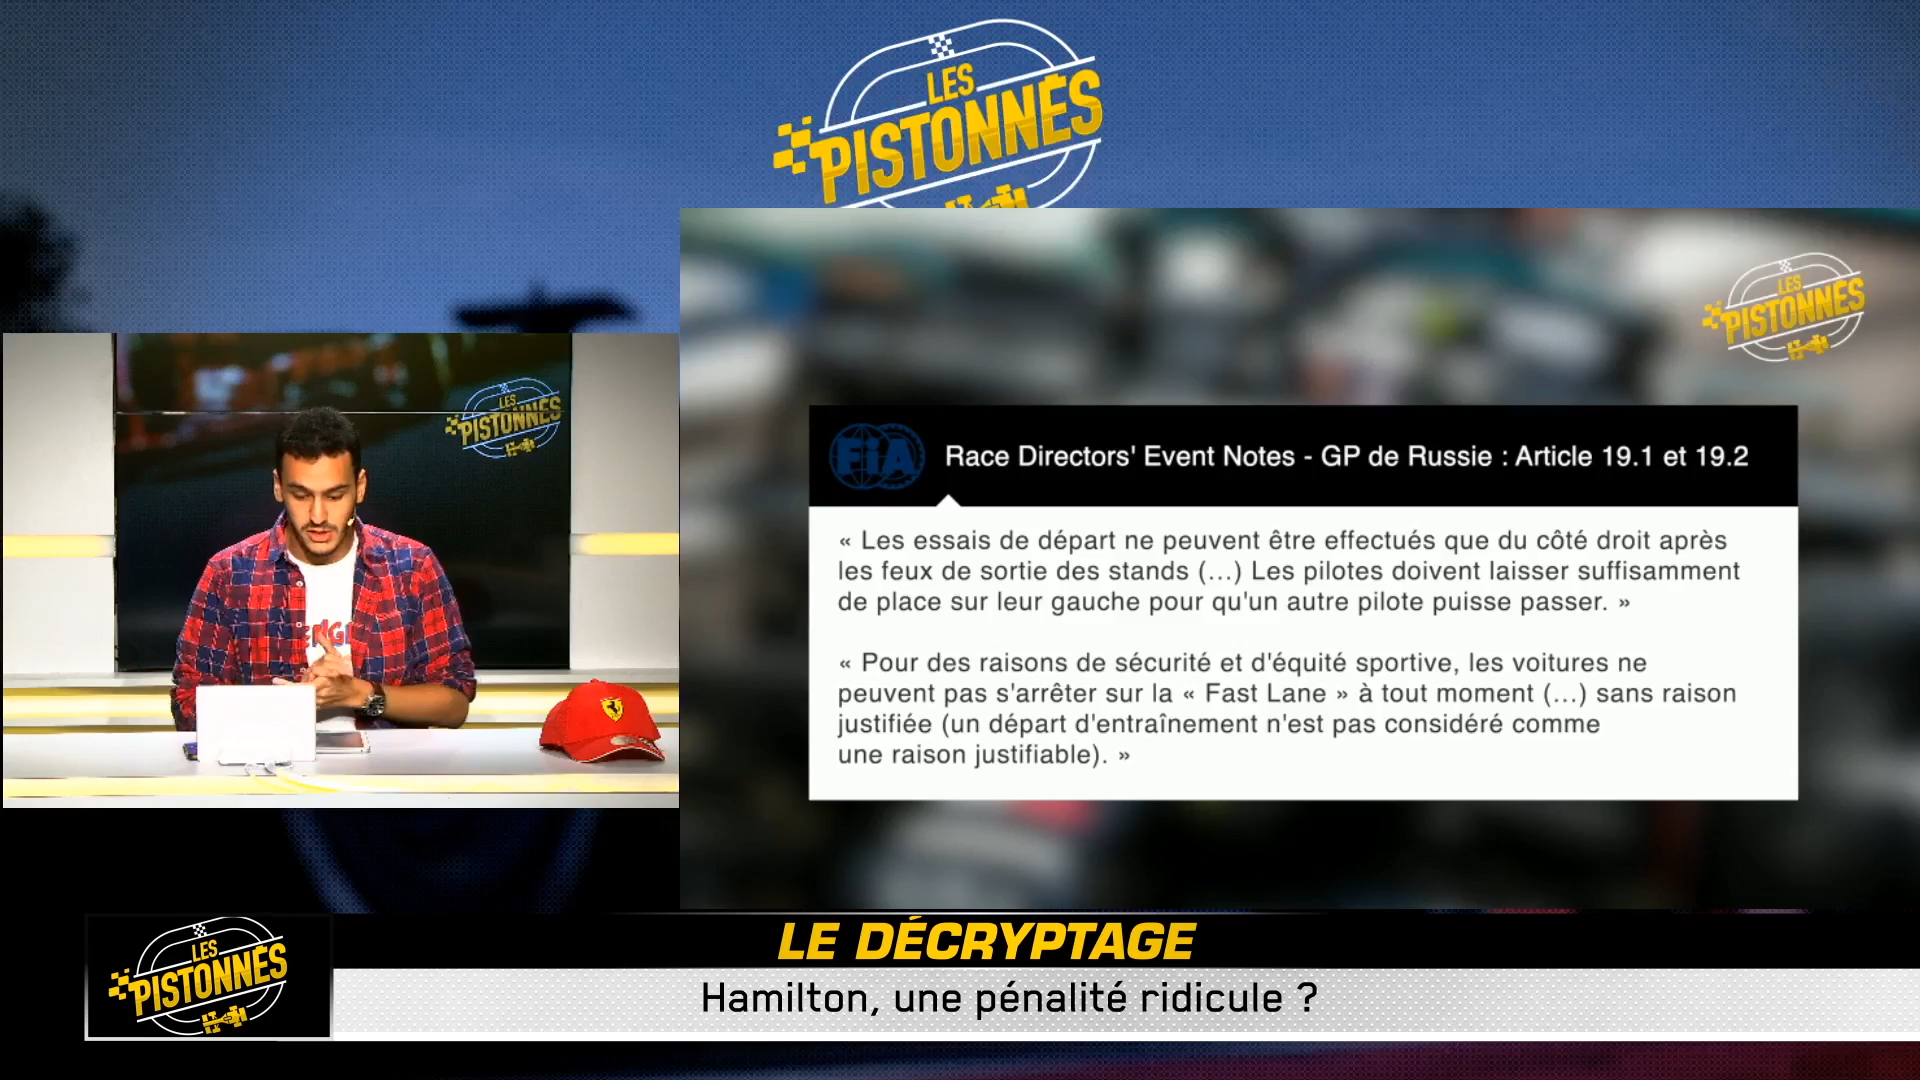 LES
PISTONNÉS
LES
PISTONNÉS
LES
PISTONNÉS
FiA
Race Directors' Event Notes - GP de Russie : Article 19.1 et 19.2
« Les essais de départ ne peuvent être effectués que du côté droit après
les feux de sortie des stands (...) Les pilotes doivent laisser suffisamment
de place sur leur gauche pour qu'un autre pilote puisse passer. »
« Pour des raisons de sécurité et d'équité sportive, les voitures ne
peuvent pas s'arrêter sur la « Fast Lane » à tout moment (...) sans raison
justifiée (un départ d'entraînement n'est pas considéré comme
une raison justifiable). »
LES
PISTONNÉS
LE DÉCRYPTAGE
Hamilton, une pénalité ridicule ?